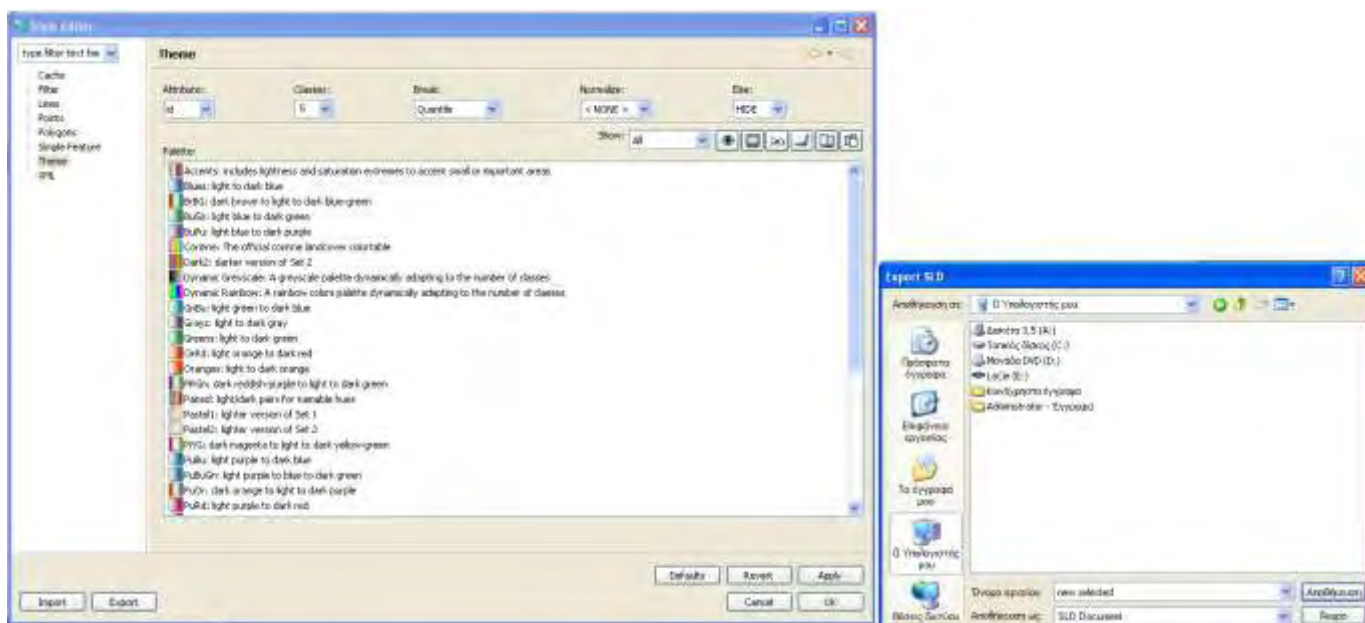 Style Editor
type filter text he
Cache
Filter
Lines
Points
Polygons
Simple Feature
Theme
XML
Theme
Attribute: Classes: Break: Normalize: Else:
id 5 Quantile < NONE > HIDE
Show: All
Palette:
Accents: includes lightness and saturation extremes to accent small or important areas
Blues: light to dark blue
BrBG: dark brown to light to dark blue-green
BuGn: light blue to dark green
BuPu: light blue to dark purple
Corinne: The official corinne landcover colortable
Dark2: darker version of Set 2
Dynamic Greyscale: A greyscale palette dynamically adapting to the number of classes
Dynamic Rainbow: A rainbow colors palette dynamically adapting to the number of classes
GnBu: light green to dark blue
Grays: light to dark gray
Greens: light to dark green
OrRd: light orange to dark red
Oranges: light to dark orange
PRGn: dark reddish-purple to light to dark green
Paired: light/dark pairs for namable hues
Pastel1: lighter version of Set 1
Pastel2: lighter version of Set 2
PiYG: dark magenta to light to dark yellow-green
PuBu: light purple to dark blue
PuBuGn: light purple to blue to dark green
PuOr: dark orange to light to dark purple
PuRd: light purple to dark red
Defaults Revert Apply
Import Export Cancel OK
Export SLD
Αποθήκευση σε: Ο Υπολογιστής μου
Δισκέτα 3,5 (A:)
Τοπικός δίσκος (C:)
Μονάδα DVD (D:)
LaCie (E:)
Κοινόχρηστα έγγραφα
Administrator - Έγγραφα
Πρόσφατα έγγραφα
Επιφάνεια εργασίας
Τα έγγραφά μου
Ο Υπολογιστής μου
Θέσεις δικτύου
Όνομα αρχείου: new selected Αποθήκευση
Αποθήκευση ως: SLD Document